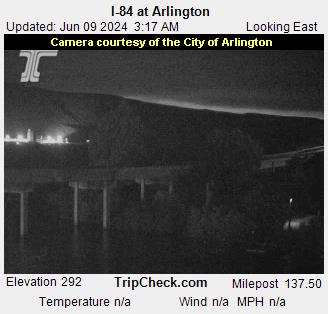 I-84 at Arlington
Updated: Jun 09 2024 3:17 AM Looking East
Camera courtesy of the City of Arlington
Elevation 292 TripCheck.com Milepost 137.50
Temperature n/a Wind n/a MPH n/a